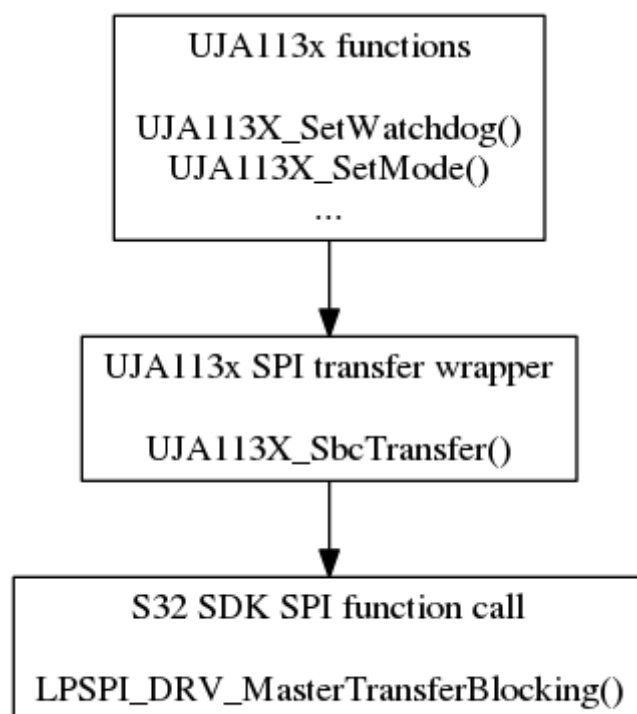 UJA113x functions
UJA113X_SetWatchdog()
UJA113X_SetMode()
...
UJA113x SPI transfer wrapper
UJA113X_SbcTransfer()
S32 SDK SPI function call
LPSPI_DRV_MasterTransferBlocking()